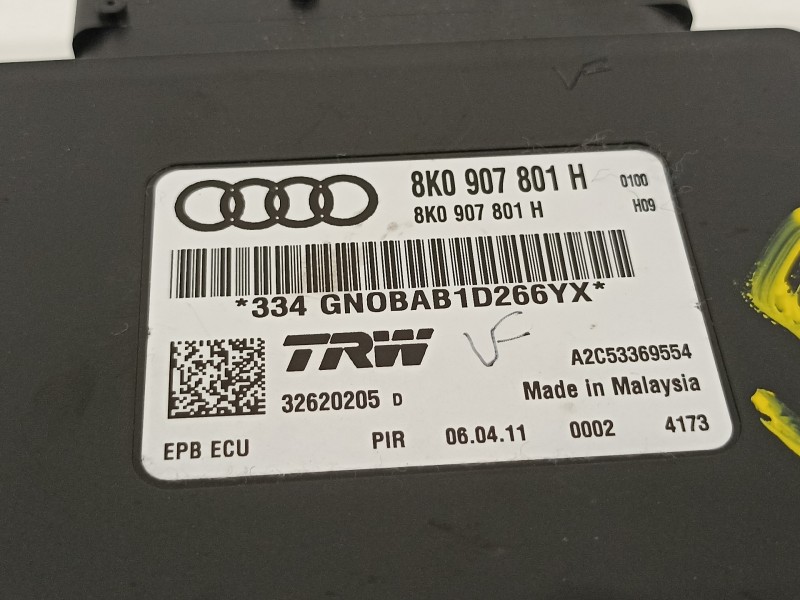 VF
8K0 907 801 H 0100
8K0 907 801 H H09
*334 GN0BAB1D266YX*
TRW VF A2C53369554
32620205 D Made in Malaysia
EPB ECU PIR 06.04.11 0002 4173